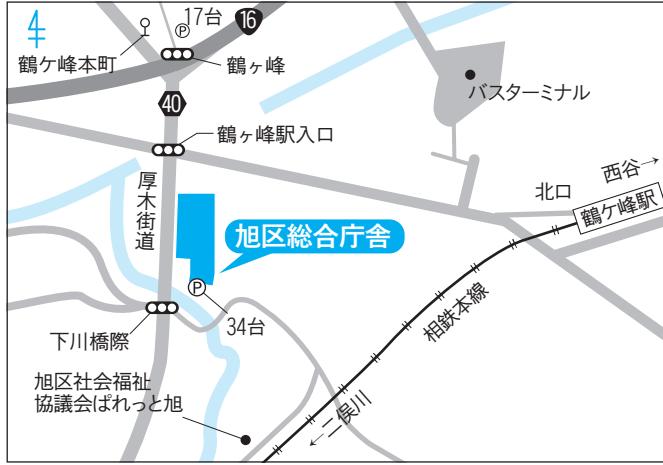 16
17台
P
鶴ケ峰本町
鶴ヶ峰
40
バスターミナル
鶴ヶ峰駅入口
西谷→
北口
鶴ケ峰駅
厚木街道
旭区総合庁舎
P
34台
相鉄本線
下川橋際
旭区社会福祉
協議会ぱれっと旭
←二俣川